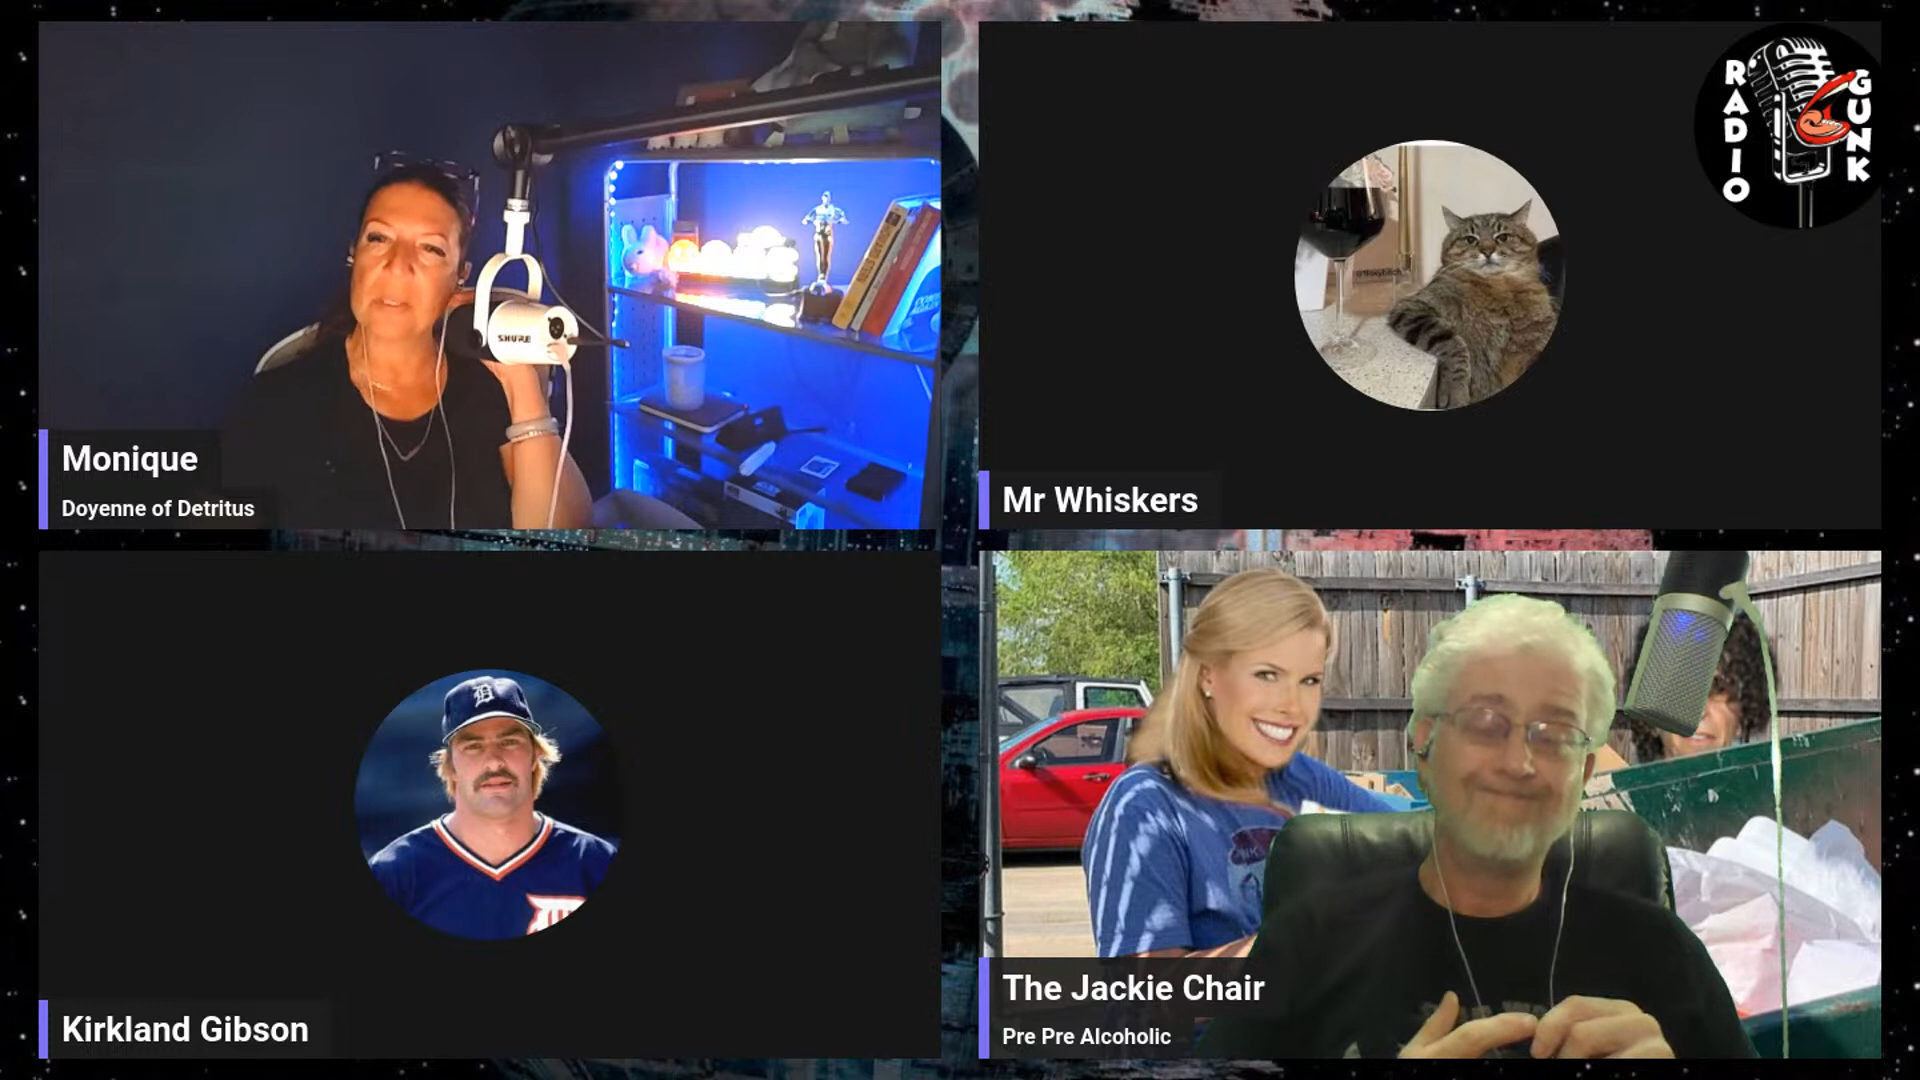 SHURE
Monique
Doyenne of Detritus
RADIO
GUNK
Mr Whiskers
D
Kirkland Gibson
The Jackie Chair
Pre Pre Alcoholic